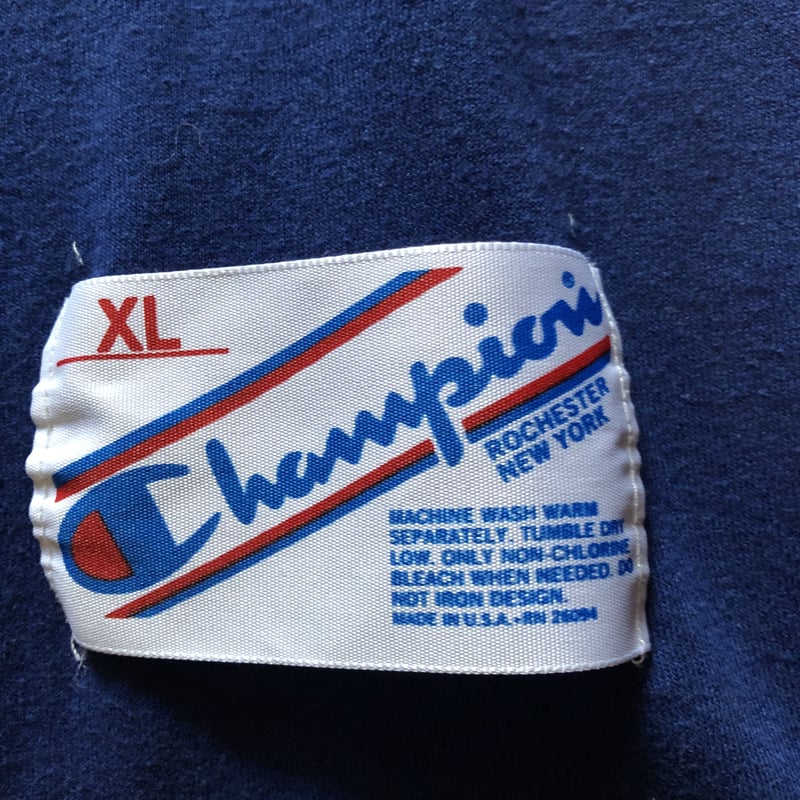 XL
Champion
ROCHESTER
NEW YORK
MACHINE WASH WARM
SEPARATELY. TUMBLE DRY
LOW. ONLY NON-CHLORINE
BLEACH WHEN NEEDED. DO
NOT IRON DESIGN.
MADE IN U.S.A.•RN 26094